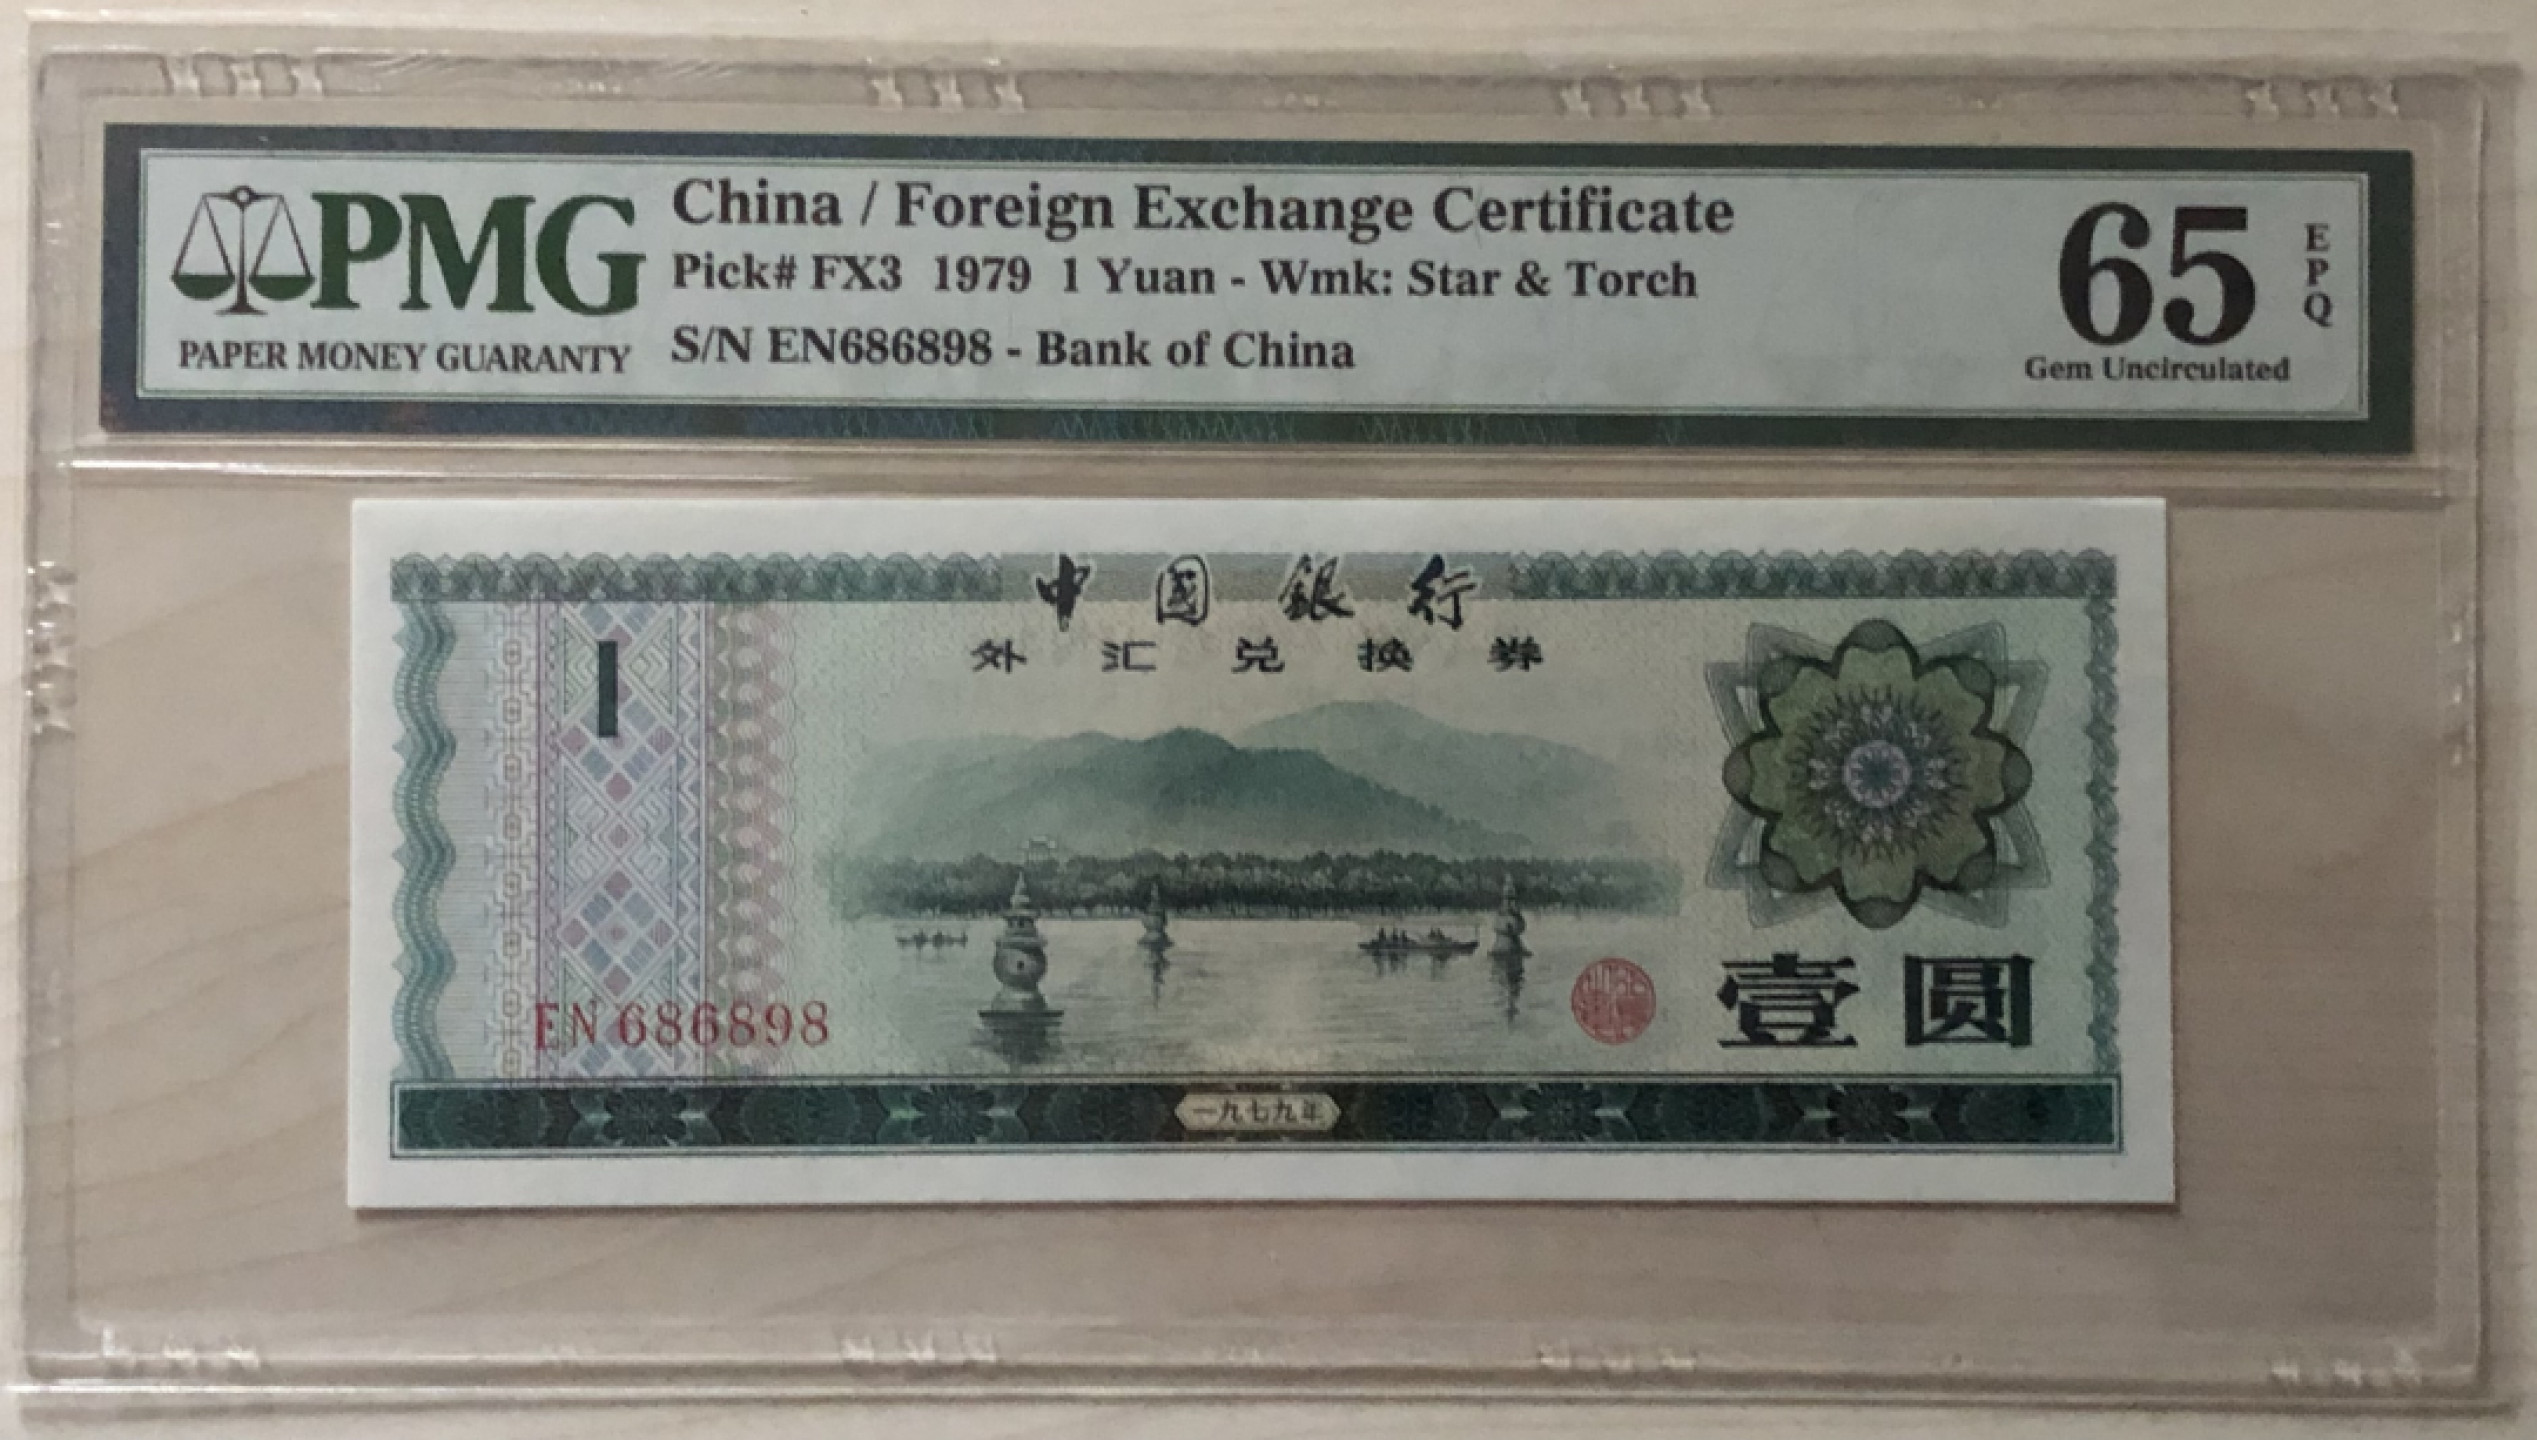 PMG
PAPER MONEY GUARANTY
China / Foreign Exchange Certificate
Pick# FX3 1979 1 Yuan - Wmk: Star & Torch
S/N EN686898 - Bank of China
65
EPQ
Gem Uncirculated
中國銀行
外汇兑换券
1
EN 686898
壹圆
一九七九年